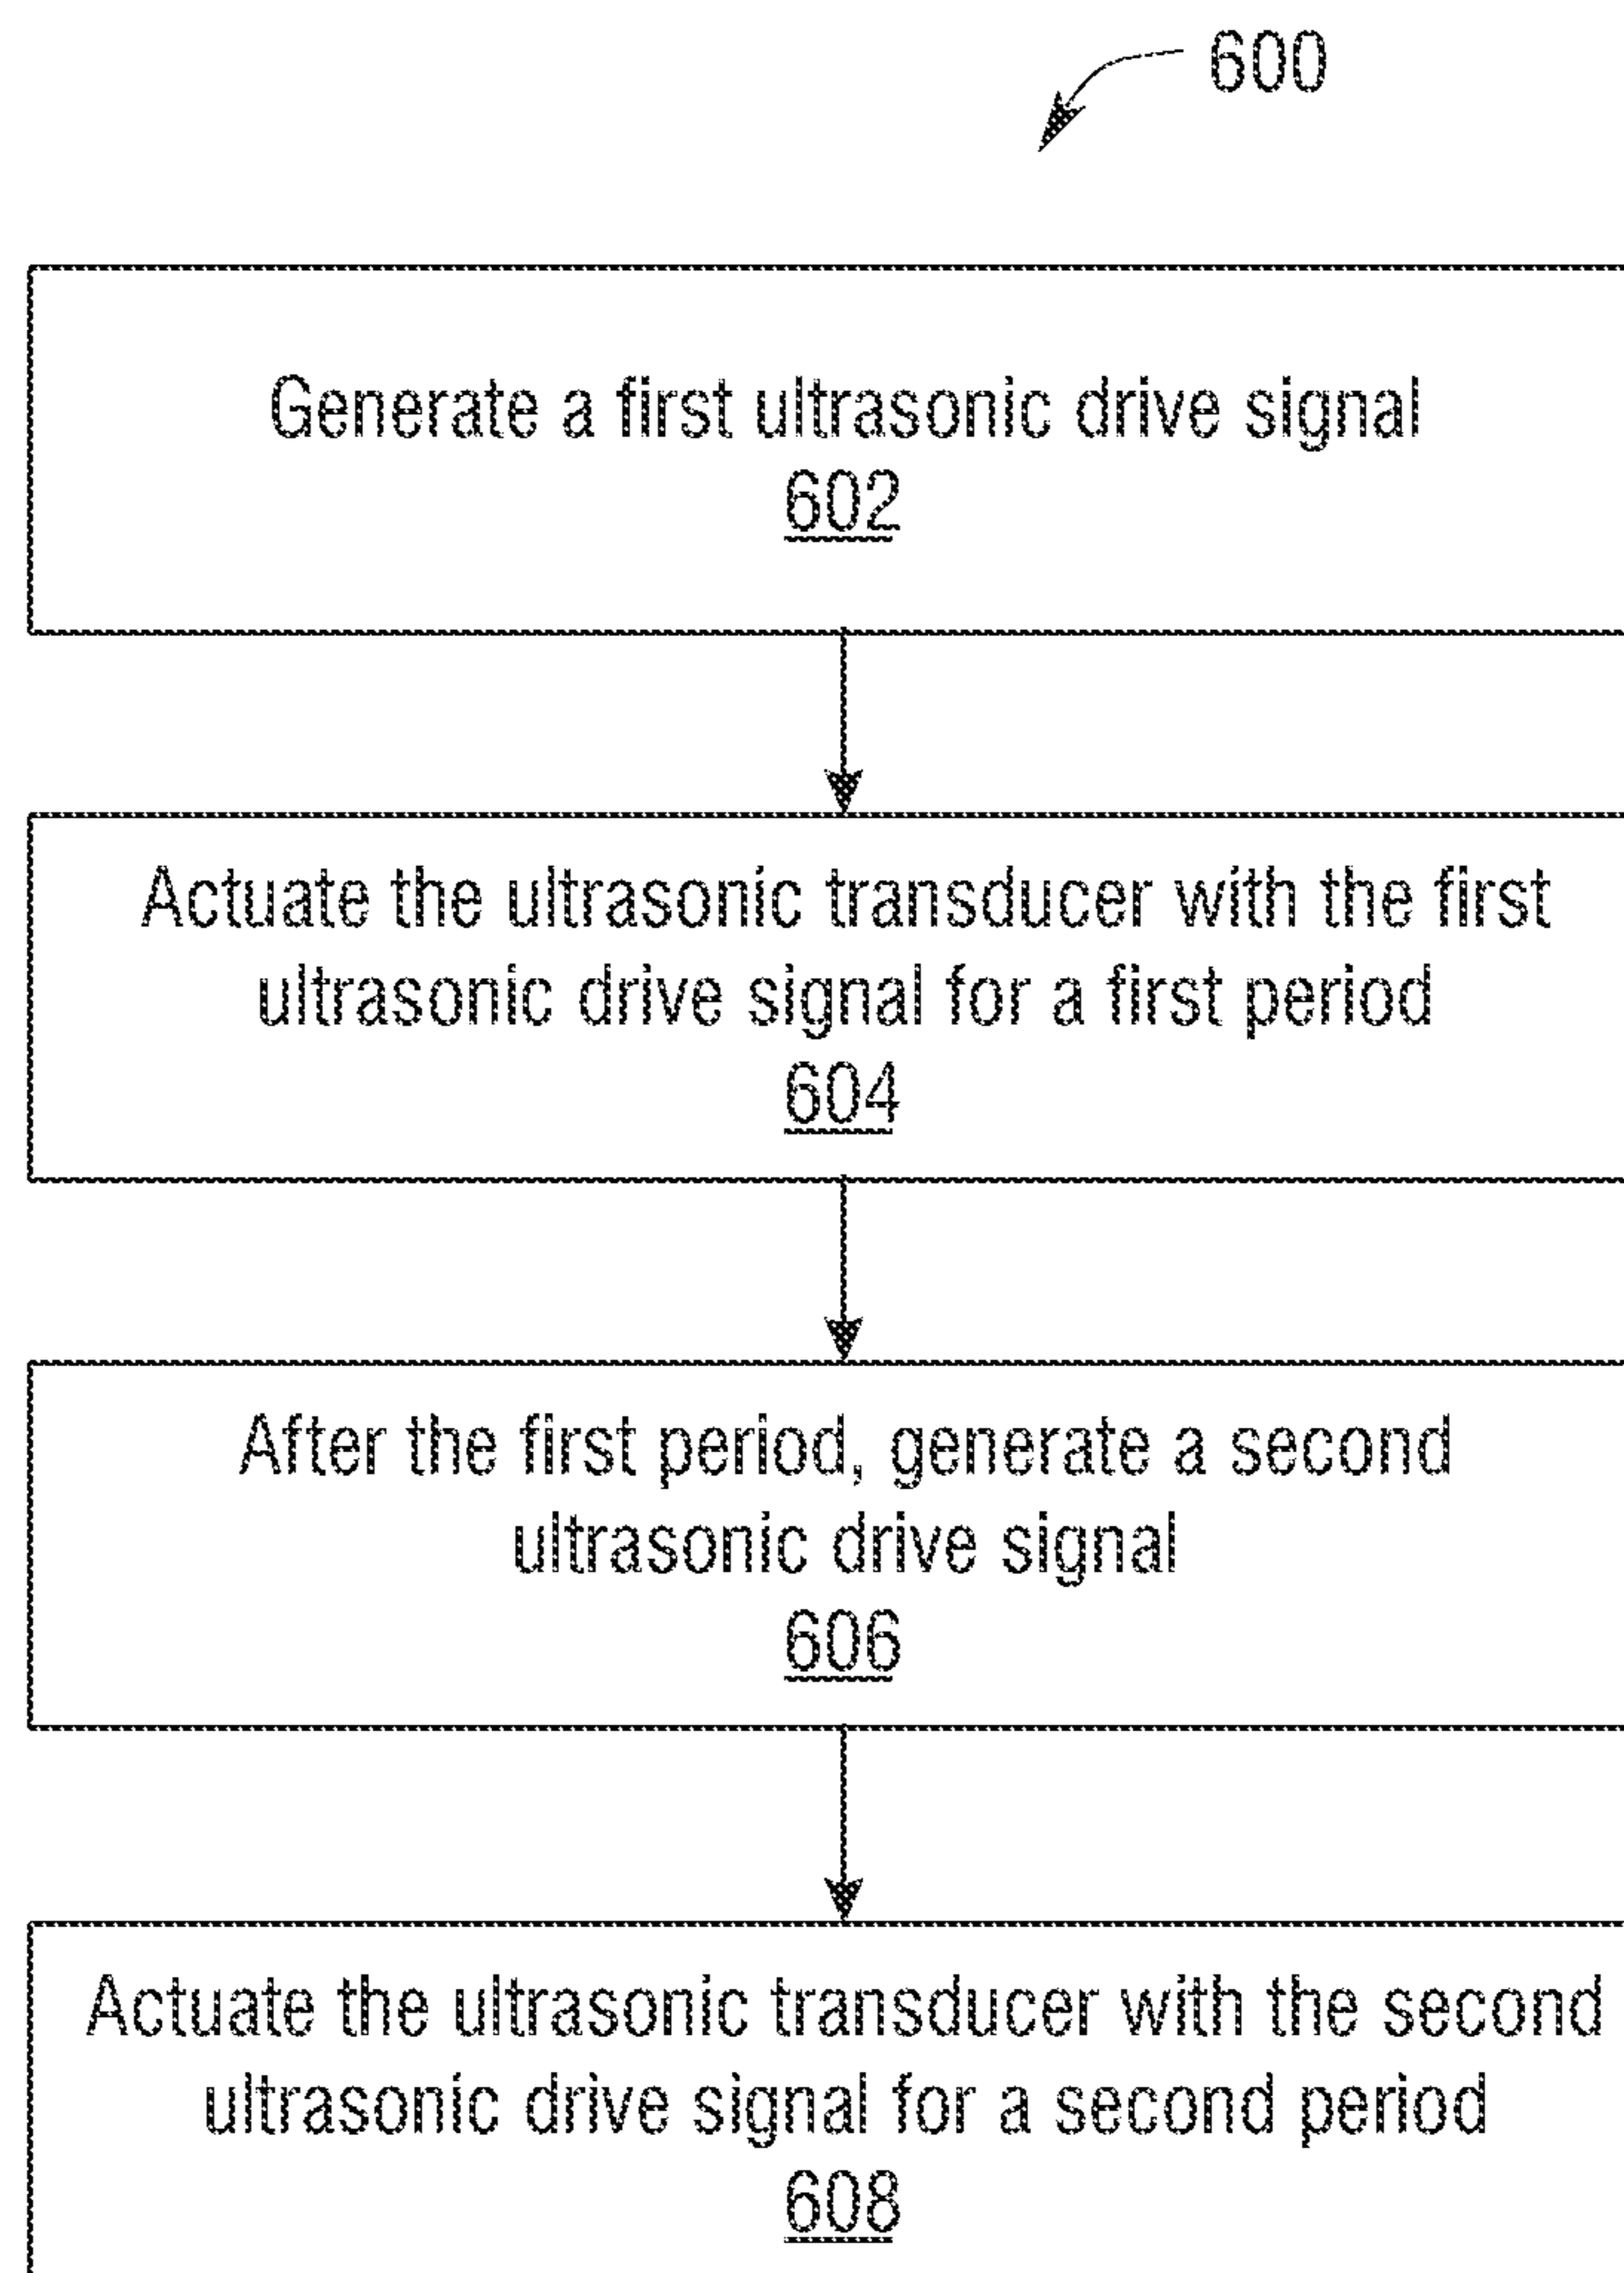 600
Generate a first ultrasonic drive signal
602
Actuate the ultrasonic transducer with the first
ultrasonic drive signal for a first period
604
After the first period, generate a second
ultrasonic drive signal
606
Actuate the ultrasonic transducer with the second
ultrasonic drive signal for a second period
608